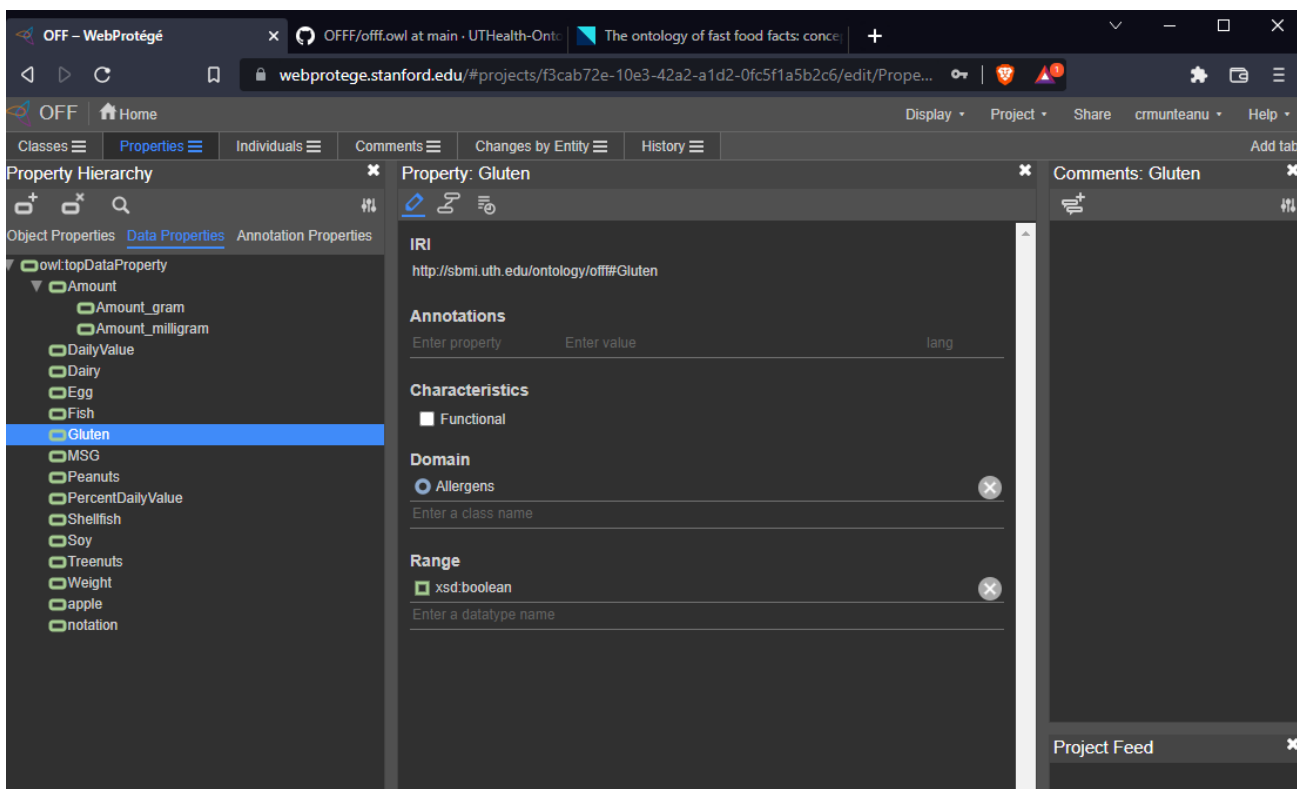 OFF – WebProtégé
OFFF/offf.owl at main · UTHealth-Onto
The ontology of fast food facts: concep
webprotege.stanford.edu/#projects/f3cab72e-10e3-42a2-a1d2-0fc5f1a5b2c6/edit/Prope...
1
OFF Home Display Project Share crmunteanu Help
Classes Properties Individuals Comments Changes by Entity History Add tab
Property Hierarchy
Object Properties Data Properties Annotation Properties
owl:topDataProperty
Amount
Amount_gram
Amount_milligram
DailyValue
Dairy
Egg
Fish
Gluten
MSG
Peanuts
PercentDailyValue
Shellfish
Soy
Treenuts
Weight
apple
notation
Property: Gluten
IRI
http://sbmi.uth.edu/ontology/offf#Gluten
Annotations
Enter property Enter value lang
Characteristics
Functional
Domain
Allergens
Enter a class name
Range
xsd:boolean
Enter a datatype name
Comments: Gluten
Project Feed